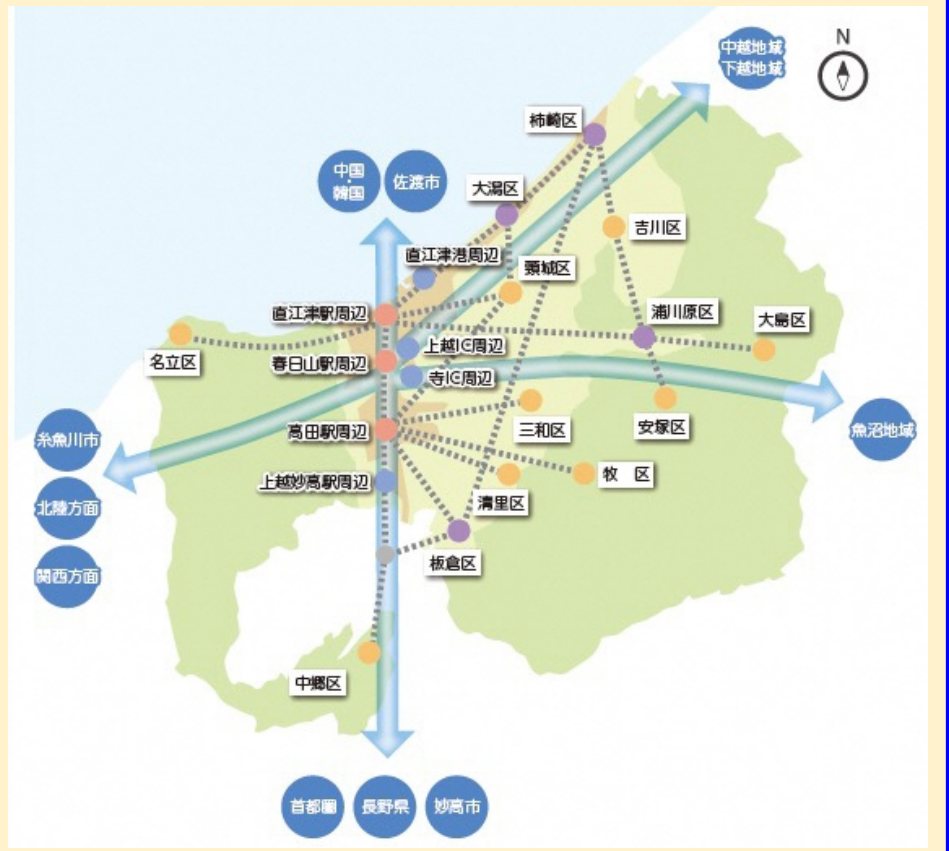 中越地域
下越地域
N
柿崎区
中国
・
韓国
佐渡市
大潟区
吉川区
直江津港周辺
頸城区
直江津駅周辺
浦川原区
大島区
名立区
上越IC周辺
春日山駅周辺
寺IC周辺
安塚区
三和区
高田駅周辺
魚沼地域
糸魚川市
牧 区
上越妙高駅周辺
清里区
北陸方面
板倉区
関西方面
中郷区
首都圏
長野県
妙高市